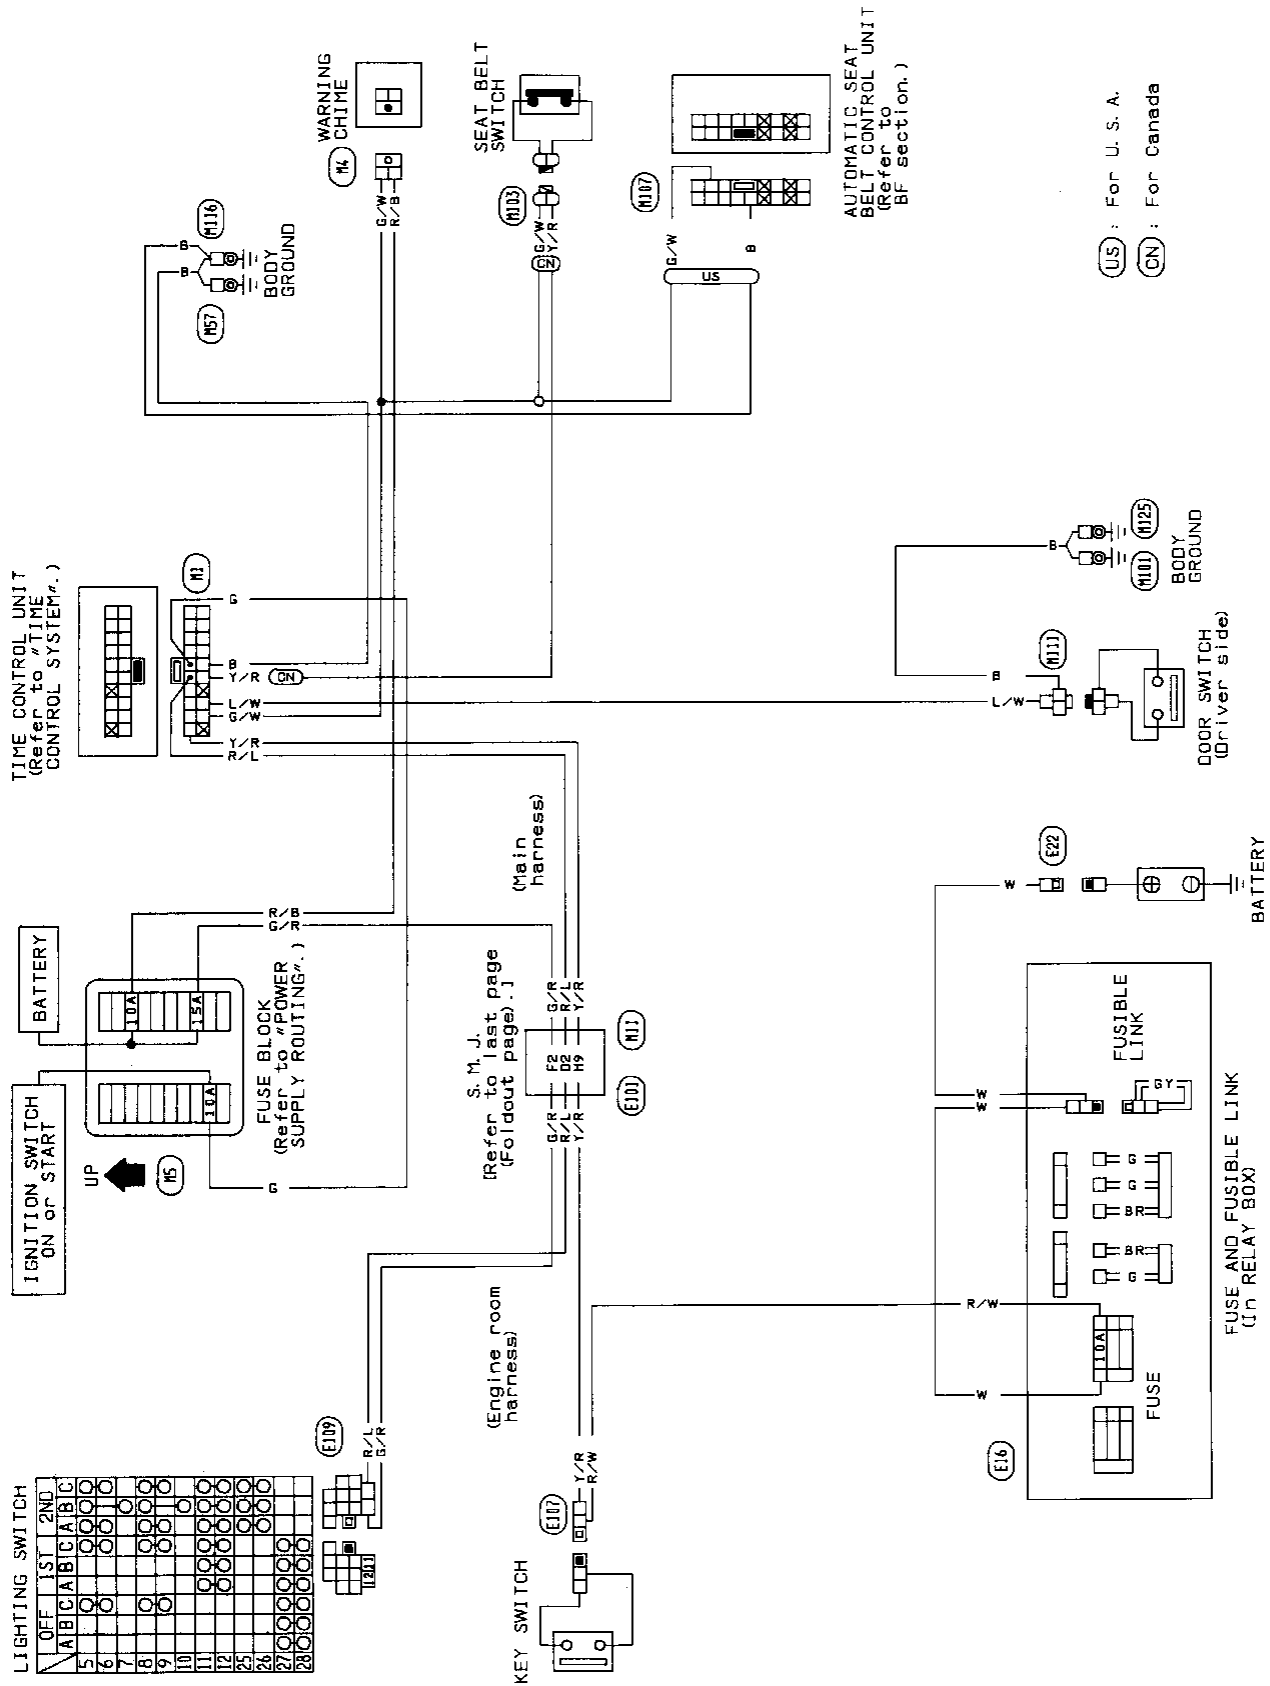 LIGHTING SWITCH
OFF 1ST 2ND
A B C A B C A B C
5
6
7
8
9
10
11
12
25
26
27
28
12 11
E109
R/L
G/R
IGNITION SWITCH
ON or START
BATTERY
UP
M5
10A
10A
15A
FUSE BLOCK
(Refer to "POWER
SUPPLY ROUTING".)
G
R/B
G/R
TIME CONTROL UNIT
(Refer to "TIME
CONTROL SYSTEM".)
M1
G
B
Y/R
CN
L/W
G/W
Y/R
R/L
B
B
M57
M116
BODY
GROUND
WARNING
CHIME
M4
G/W
R/B
SEAT BELT
SWITCH
M103
G/W
Y/R
CN
AUTOMATIC SEAT
BELT CONTROL UNIT
(Refer to
BF section.)
M107
G/W
B
US
US : For U.S.A.
CN : For Canada
KEY SWITCH
E107
Y/R
R/W
(Engine room
harness)
S.M.J.
[Refer to last page
(Foldout page).]
G/R
R/L
Y/R
F2
D2
H9
G/R
R/L
Y/R
E101
M11
(Main
harness)
DOOR SWITCH
(Driver side)
M111
L/W
B
B
M101
M125
BODY
GROUND
E16
W
R/W
W
W
10A
FUSE
G
BR
BR
G
G
GY
FUSIBLE
LINK
FUSE AND FUSIBLE LINK
(In RELAY BOX)
W
E22
BATTERY